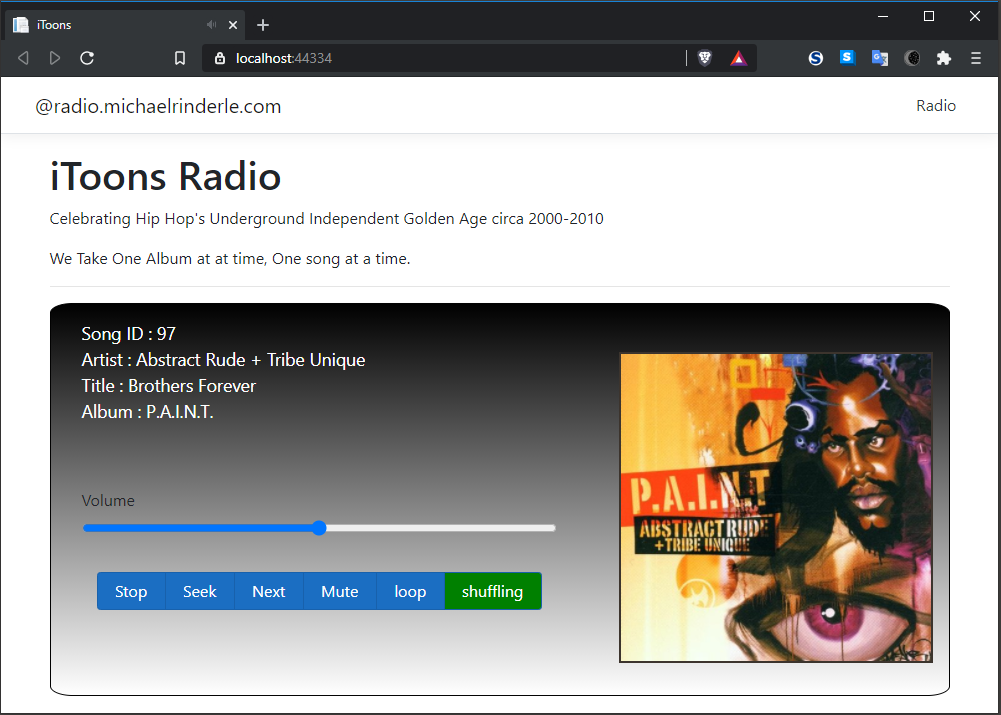 iToons
localhost:44334
@radio.michaelrinderle.com
Radio
iToons Radio
Celebrating Hip Hop's Underground Independent Golden Age circa 2000-2010
We Take One Album at at time, One song at a time.
Song ID : 97
Artist : Abstract Rude + Tribe Unique
Title : Brothers Forever
Album : P.A.I.N.T.
P.A.I.N.T
ABSTRACT RUDE
+TRIBE UNIQUE
Volume
Stop
Seek
Next
Mute
loop
shuffling